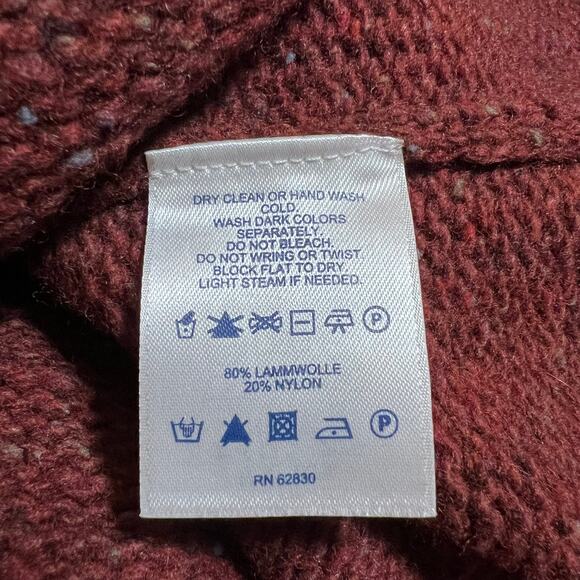 DRY CLEAN OR HAND WASH
COLD.
WASH DARK COLORS
SEPARATELY.
DO NOT BLEACH.
DO NOT WRING OR TWIST.
BLOCK FLAT TO DRY.
LIGHT STEAM IF NEEDED.
P
80% LAMMWOLLE
20% NYLON
P
RN 62830